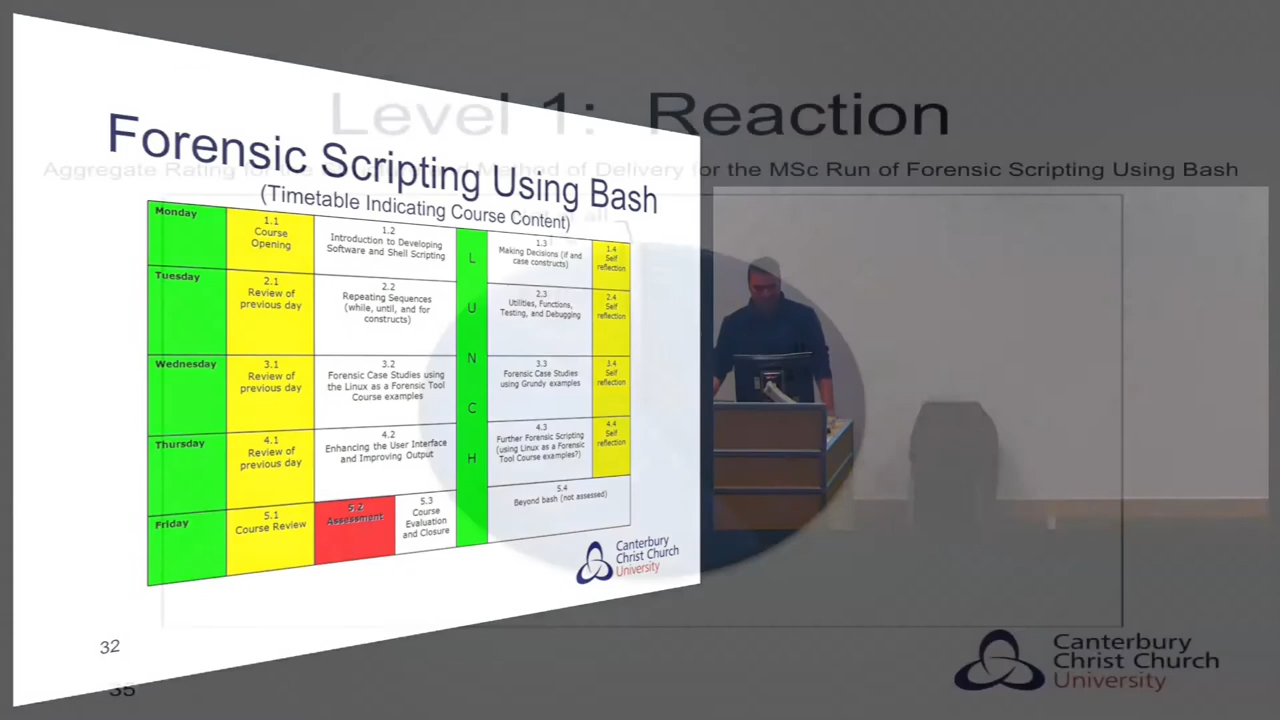 Level 1: Reaction
Aggregate Rating for the
Method of Delivery for the MSc Run of Forensic Scripting Using Bash
Forensic Scripting Using Bash
(Timetable Indicating Course Content)
Monday
1.1
Course
Opening
1.2
Introduction to Developing
Software and Shell Scripting
1.3
Making Decisions (if and
case constructs)
1.4
Self
reflection
Tuesday
2.1
Review of
previous day
2.2
Repeating Sequences
(while, until, and for
constructs)
2.3
Utilities, Functions,
Testing, and Debugging
2.4
Self
reflection
Wednesday
3.1
Review of
previous day
3.2
Forensic Case Studies using
the Linux as a Forensic Tool
Course examples
3.3
Forensic Case Studies
using Grundy examples
3.4
Self
reflection
Thursday
4.1
Review of
previous day
4.2
Enhancing the User Interface
and Improving Output
4.3
Further Forensic Scripting
(using Linux as a Forensic
Tool Course examples?)
4.4
Self
reflection
Friday
5.1
Course Review
5.2
Assessment
5.3
Course
Evaluation
and Closure
L
U
N
C
H
5.4
Beyond bash (not assessed)
Canterbury
Christ Church
University
32
35
Canterbury
Christ Church
University